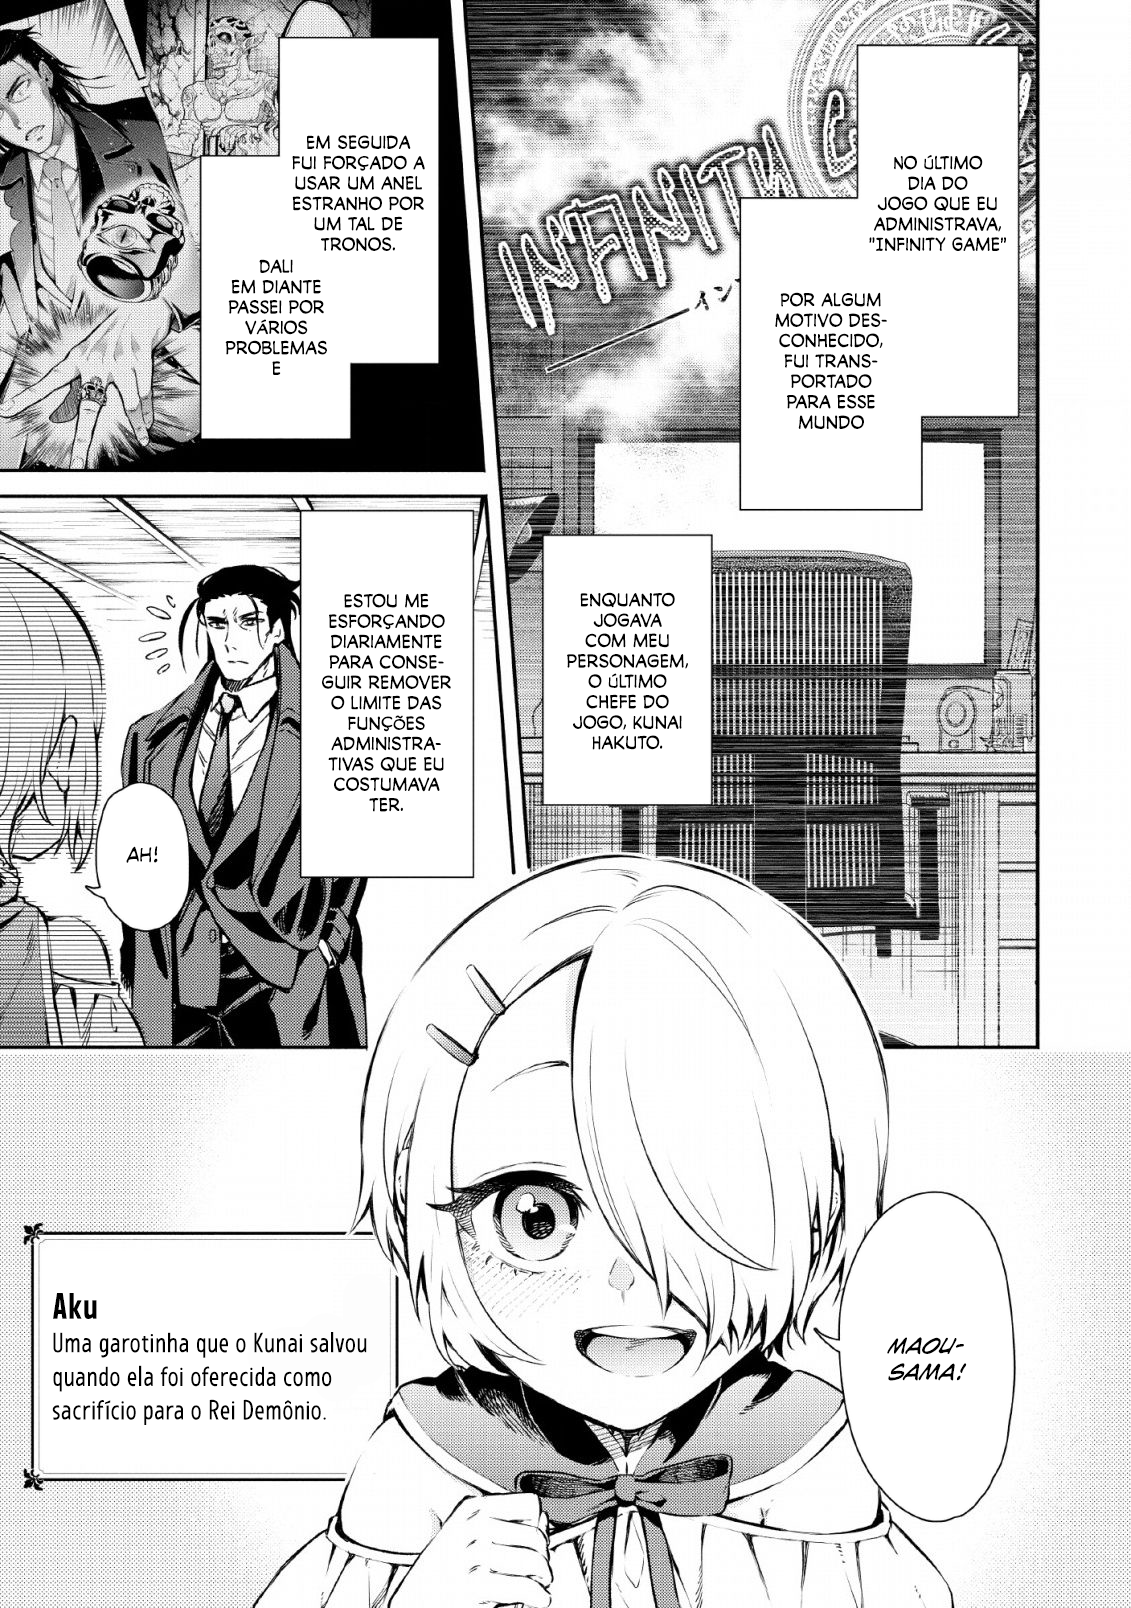 NO ÚLTIMO
DIA DO
JOGO QUE EU
ADMINISTRAVA,
"INFINITY GAME"
POR ALGUM
MOTIVO DES-
CONHECIDO,
FUI TRANS-
PORTADO
PARA ESSE
MUNDO
INFINITY
イン
ENQUANTO
JOGAVA
COM MEU
PERSONAGEM,
O ÚLTIMO
CHEFE DO
JOGO, KUNAI
HAKUTO.
EM SEGUIDA
FUI FORÇADO A
USAR UM ANEL
ESTRANHO POR
UM TAL DE
TRONOS.
DALI
EM DIANTE
PASSEI POR
VÁRIOS
PROBLEMAS
E
ESTOU ME
ESFORÇANDO
DIARIAMENTE
PARA CONSE-
GUIR REMOVER
O LIMITE DAS
FUNÇÕES
ADMINISTRA-
TIVAS QUE EU
COSTUMAVA
TER.
AH!
MAOU-
SAMA!
Aku
Uma garotinha que o Kunai salvou
quando ela foi oferecida como
sacrifício para o Rei Demônio.